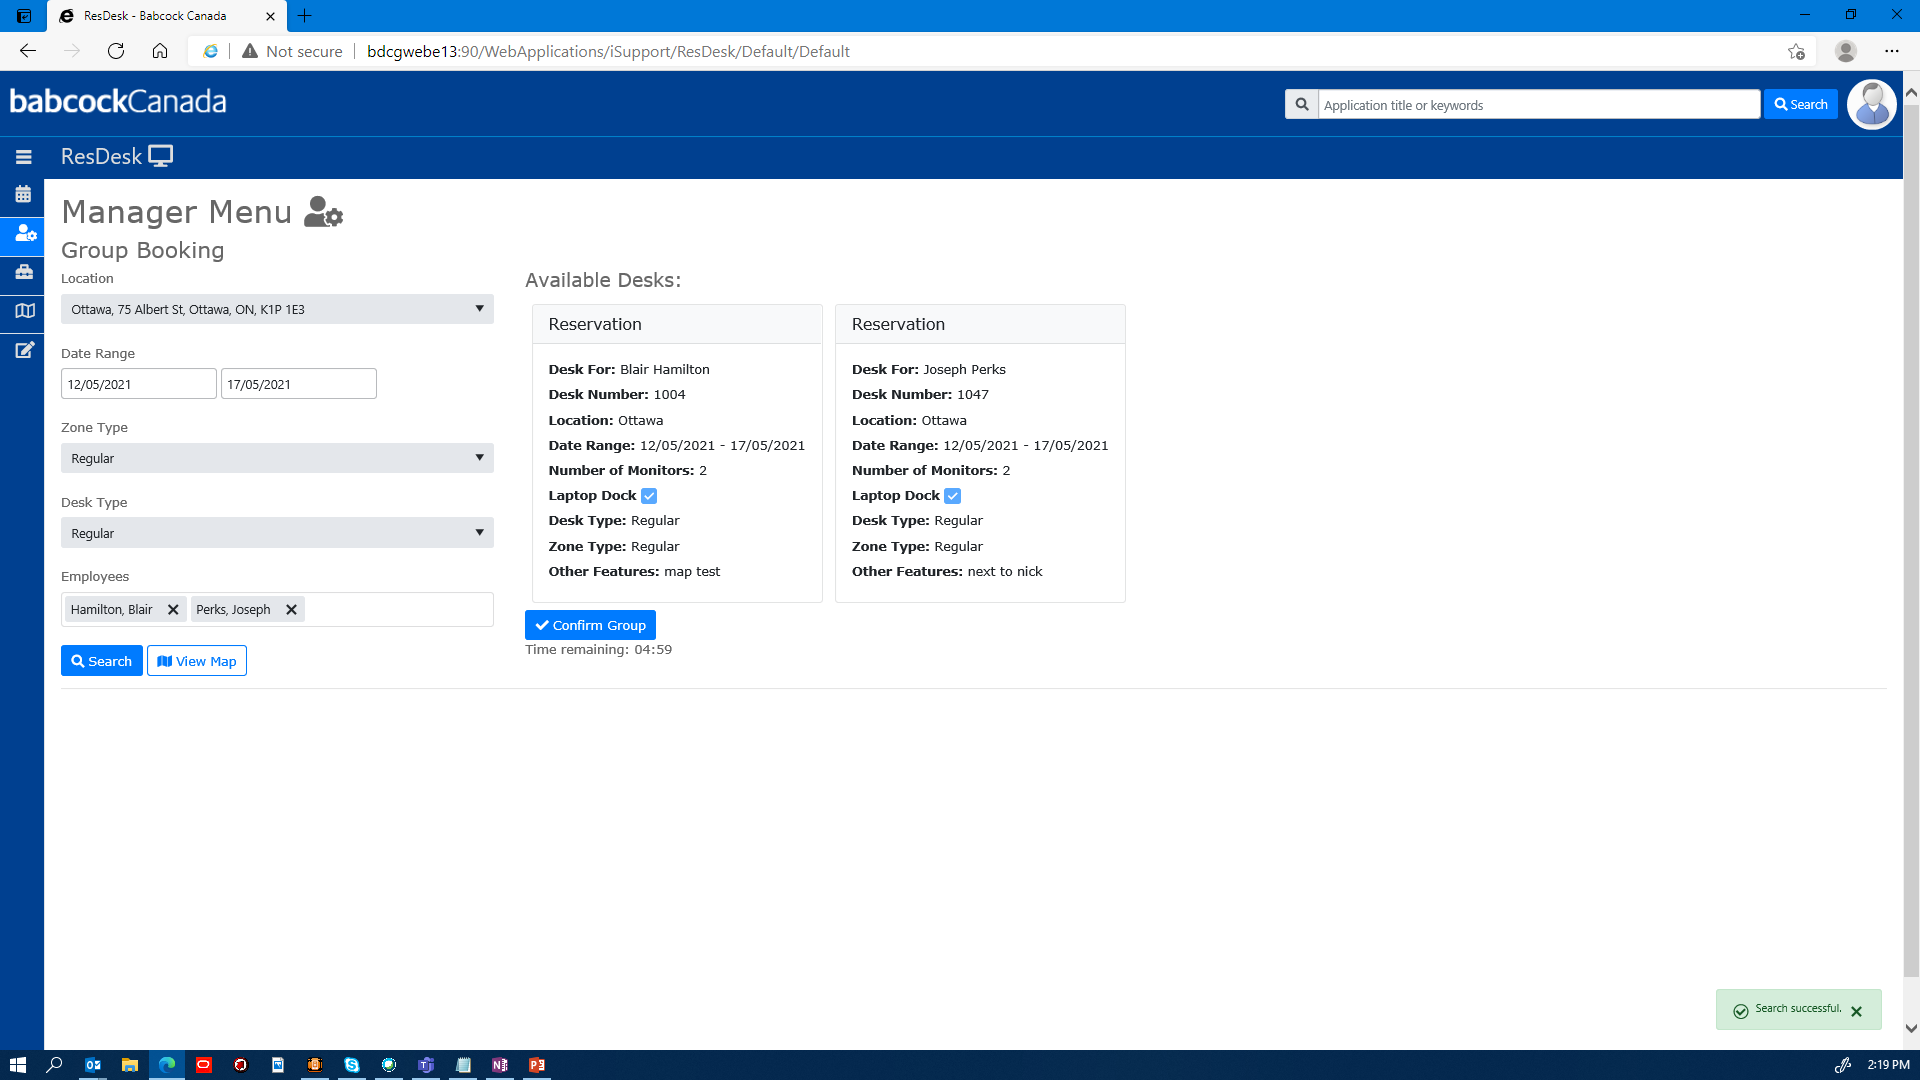 ResDesk - Babcock Canada
Not secure
bdcgwebe13:90/WebApplications/iSupport/ResDesk/Default/Default
babcockCanada
Application title or keywords
Search
ResDesk
Manager Menu
Group Booking
Location
Ottawa, 75 Albert St, Ottawa, ON, K1P 1E3
Date Range
12/05/2021
17/05/2021
Zone Type
Regular
Desk Type
Regular
Employees
Hamilton, Blair
Perks, Joseph
Search
View Map
Available Desks:
Reservation
Desk For: Blair Hamilton
Desk Number: 1004
Location: Ottawa
Date Range: 12/05/2021 - 17/05/2021
Number of Monitors: 2
Laptop Dock
Desk Type: Regular
Zone Type: Regular
Other Features: map test
Reservation
Desk For: Joseph Perks
Desk Number: 1047
Location: Ottawa
Date Range: 12/05/2021 - 17/05/2021
Number of Monitors: 2
Laptop Dock
Desk Type: Regular
Zone Type: Regular
Other Features: next to nick
Confirm Group
Time remaining: 04:59
Search successful.
2:19 PM